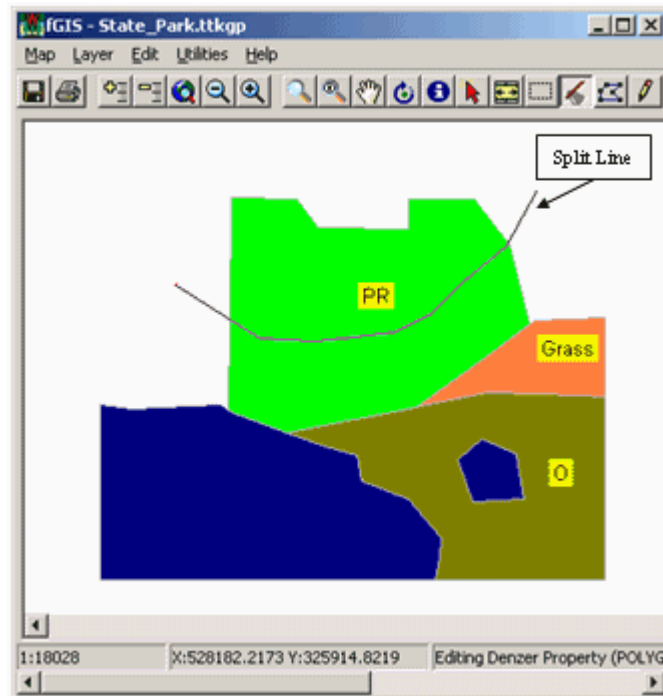 fGIS - State_Park.ttkgp
Map Layer Edit Utilities Help
Split Line
PR
Grass
O
1:18028 X:528182.2173 Y:325914.8219 Editing Denzer Property (POLYG